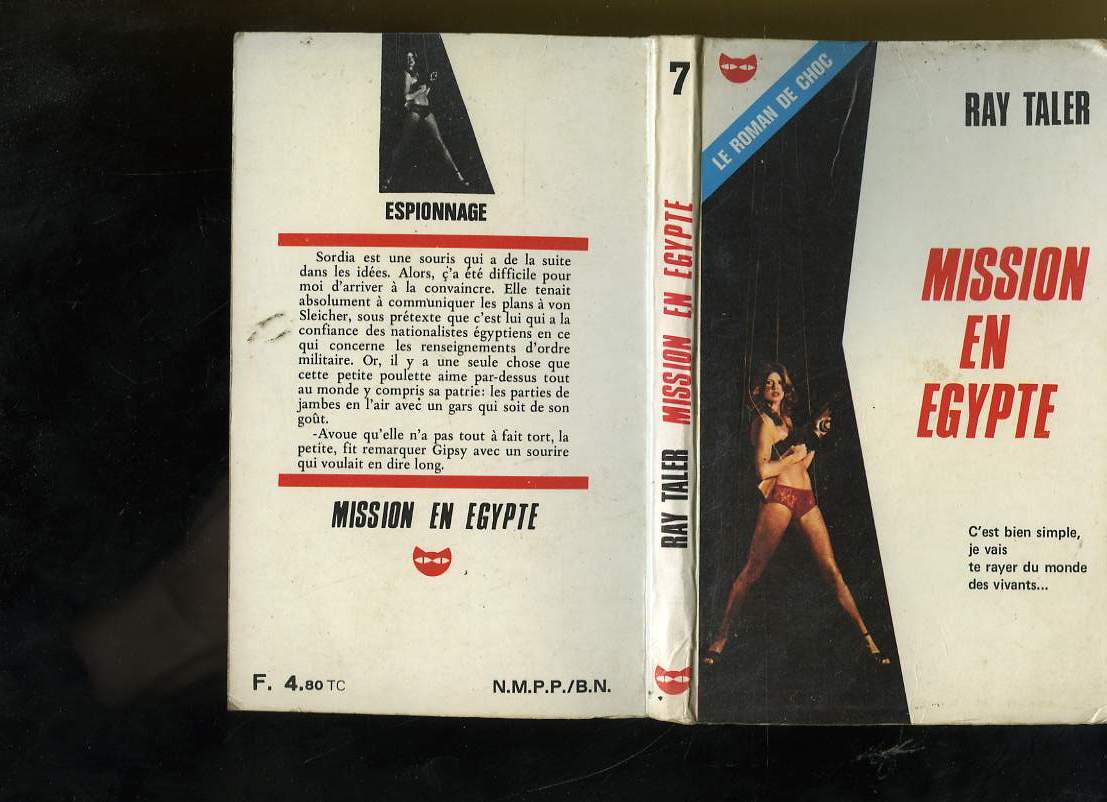 ESPIONNAGE
Sordia est une souris qui a de la suite
dans les idées. Alors, ç'a été difficile pour
moi d'arriver à la convaincre. Elle tenait
absolument à communiquer les plans à von
Sleicher, sous prétexte que c'est lui qui a la
confiance des nationalistes égyptiens en ce
qui concerne les renseignements d'ordre
militaire. Or, il y a une seule chose que
cette petite poulette aime par-dessus tout
au monde y compris sa patrie: les parties de
jambes en l'air avec un gars qui soit de son
goût.
-Avoue qu'elle n'a pas tout à fait tort, la
petite, fit remarquer Gipsy avec un sourire
qui voulait en dire long.
MISSION EN EGYPTE
F. 4.80 TC
N.M.P.P./B.N.
7
RAY TALER MISSION EN EGYPTE
LE ROMAN DE CHOC
RAY TALER
MISSION
EN
EGYPTE
C'est bien simple,
je vais
te rayer du monde
des vivants...